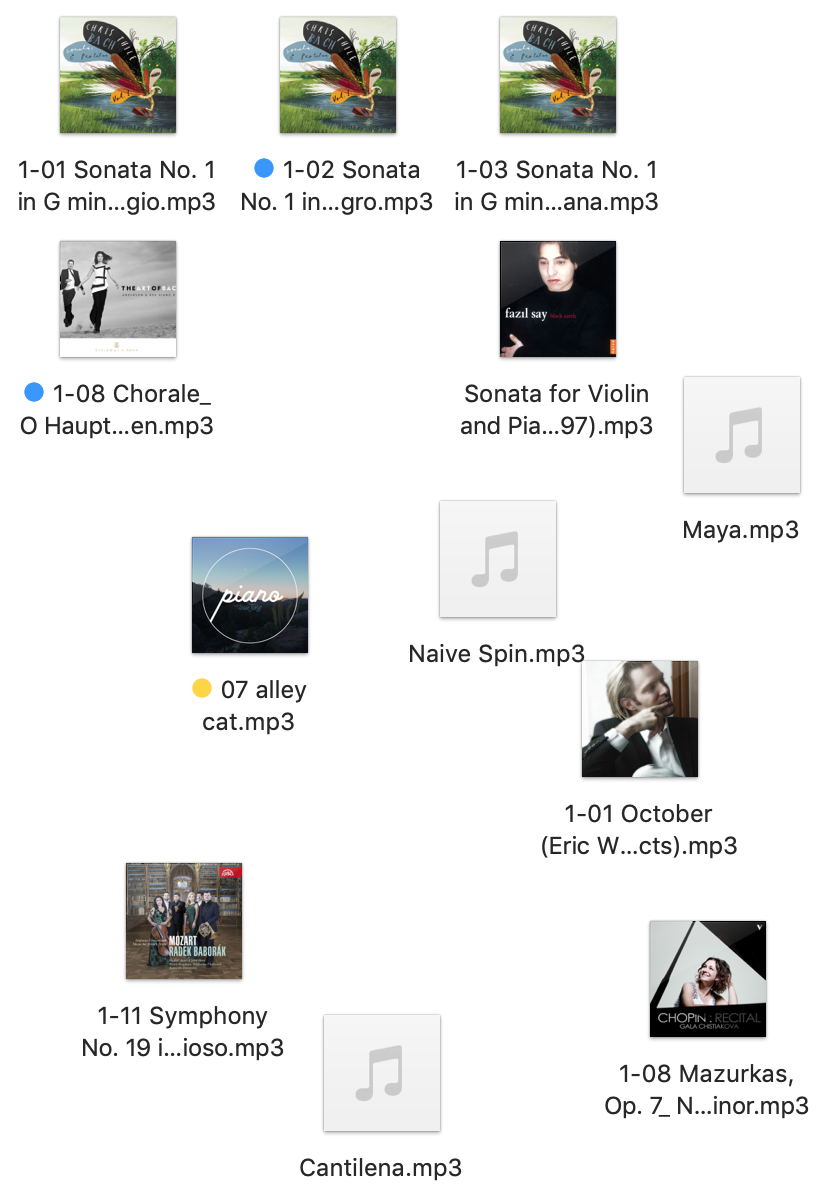 CHRIS THILE
BACH
Sonatas
& Partitas
Vol. 1
CHRIS THILE
BACH
Sonatas
& Partitas
Vol. 1
CHRIS THILE
BACH
Sonatas
& Partitas
Vol. 1
1-01 Sonata No. 1
in G min...gio.mp3
1-02 Sonata
No. 1 in...gro.mp3
1-03 Sonata No. 1
in G min...ana.mp3
THE ART OF BAC
fazıl say black earth
1-08 Chorale_
O Haupt...en.mp3
Sonata for Violin
and Pia...97).mp3
Maya.mp3
Naive Spin.mp3
piano
07 alley
cat.mp3
1-01 October
(Eric W...cts).mp3
MOZART
RADEK BABORÁK
1-11 Symphony
No. 19 i...ioso.mp3
CHOPIN : RECITAL
GALA CHISTIAKOVA
1-08 Mazurkas,
Op. 7_ N...inor.mp3
Cantilena.mp3